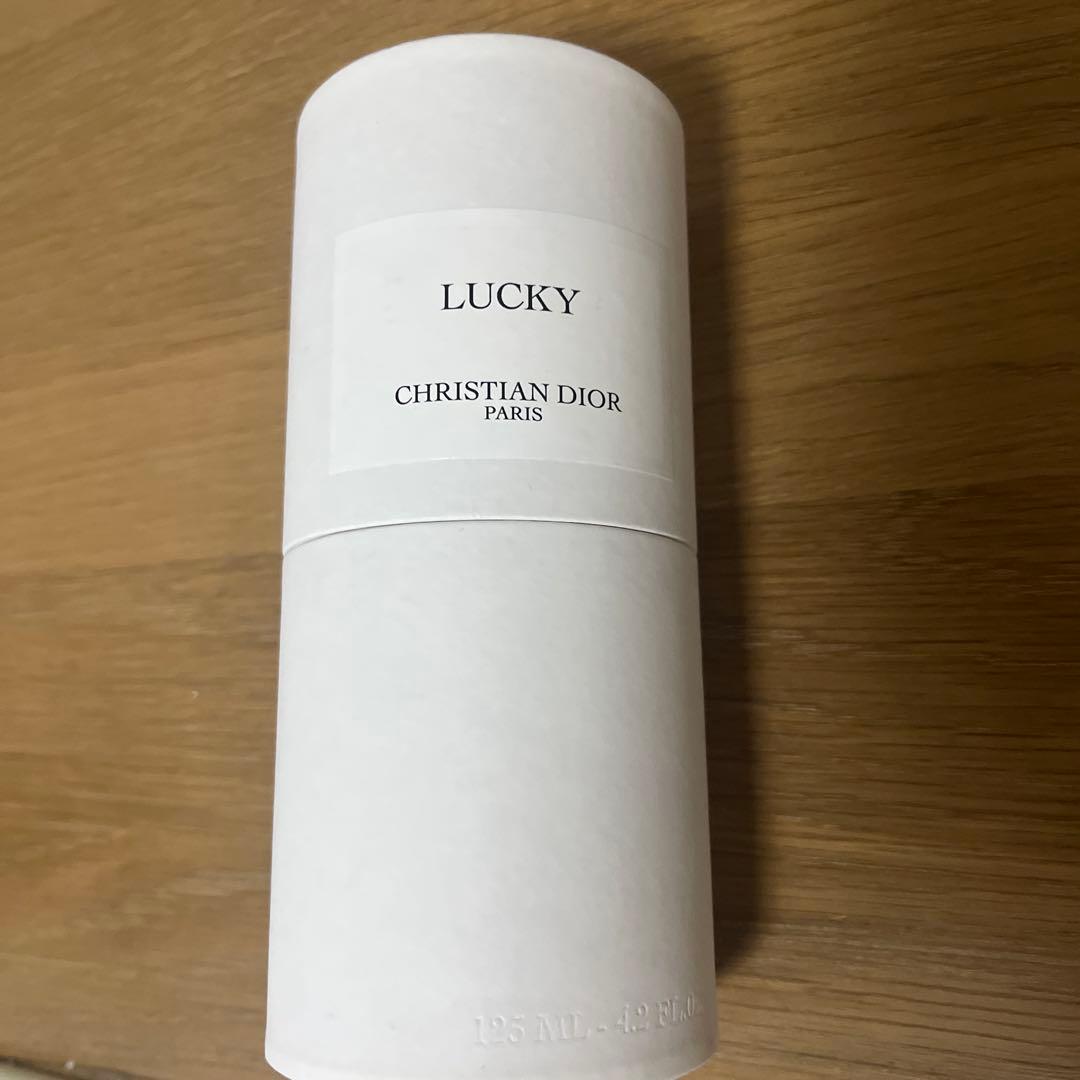 LUCKY
CHRISTIAN DIOR
PARIS
125 ML - 4.2 FL.O